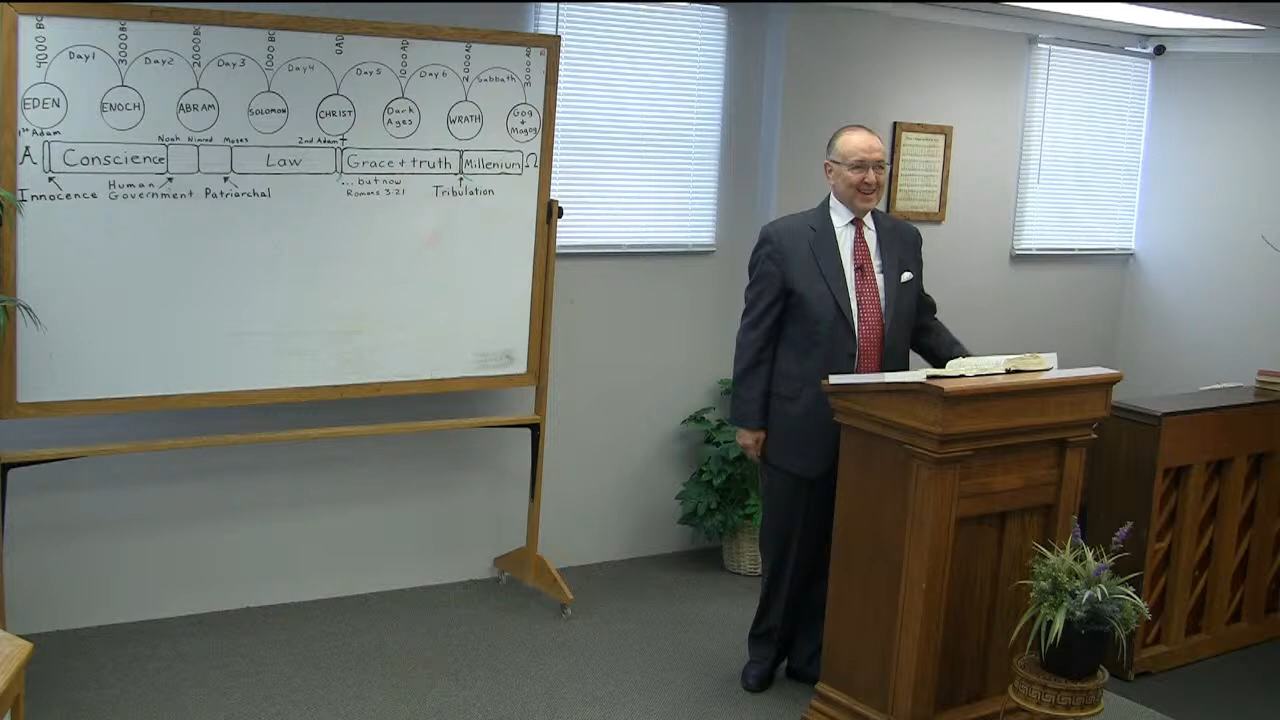 4000 BC 3000 BC 2000 BC 1000 BC 0 AD 1000 AD 2000 AD 3000 AD
Day 1 Day 2 Day 3 Day 4 Day 5 Day 6 Sabbath
EDEN ENOCH ABRAM SOLOMON CHRIST Dark Ages WRATH Gog + Magog
1st Adam Noah Nimrod Moses 2nd Adam
A Conscience Law Grace + truth Millenium Ω
Innocence Human Government Patriarchal ...but now Romans 3:21 Tribulation